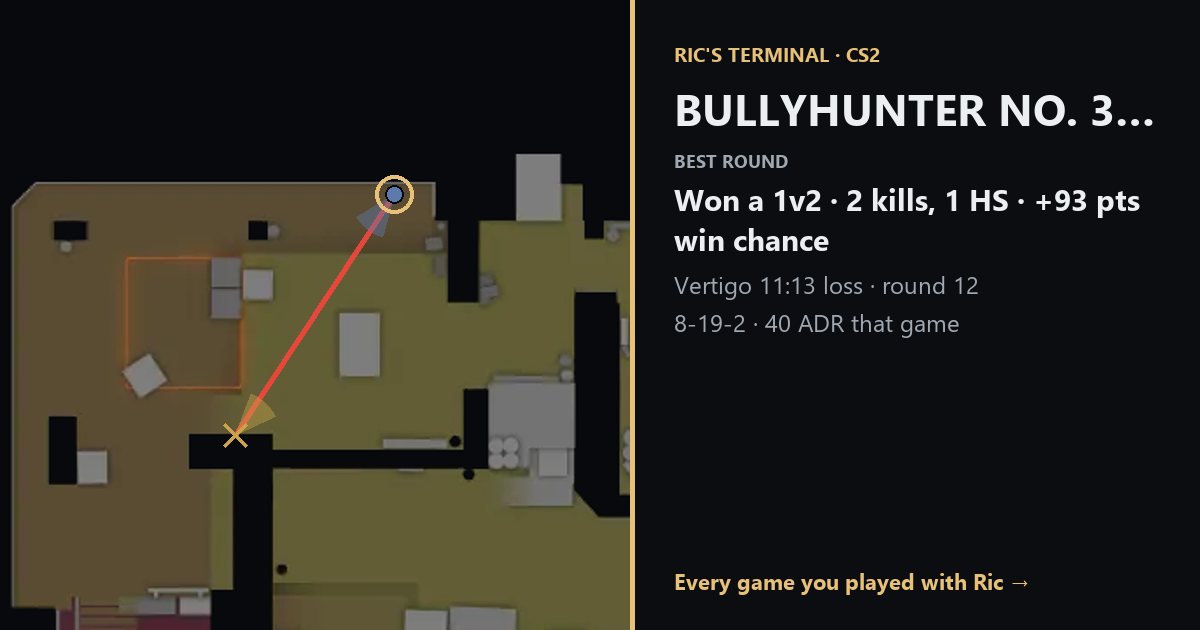 RIC'S TERMINAL · CS2
BULLYHUNTER NO. 3…
BEST ROUND
Won a 1v2 · 2 kills, 1 HS · +93 pts
win chance
Vertigo 11:13 loss · round 12
8-19-2 · 40 ADR that game
Every game you played with Ric →